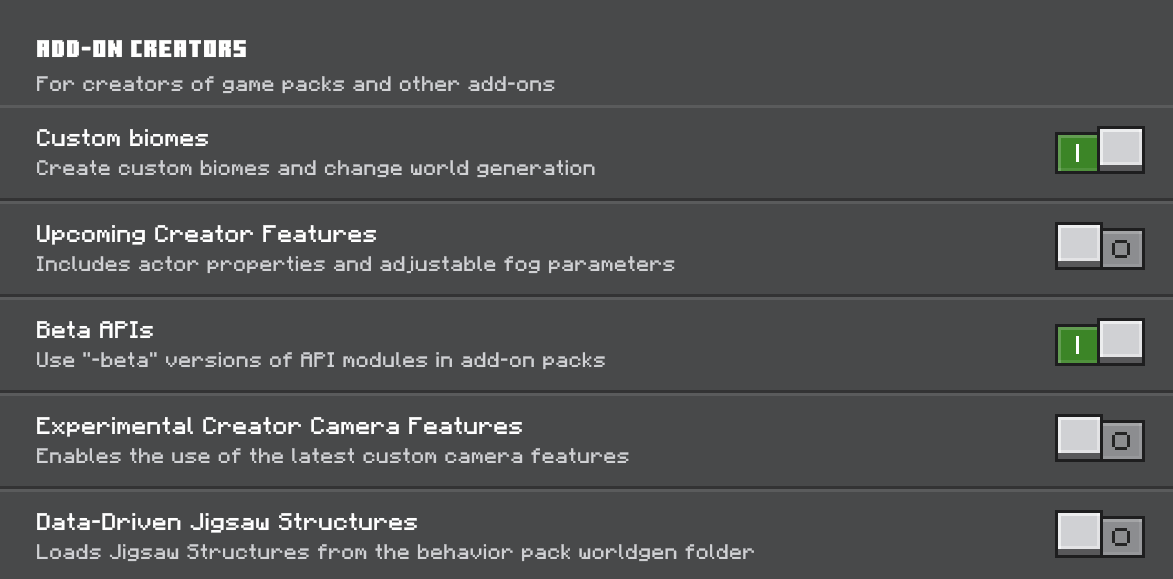 ADD-ON CREATORS
For creators of game packs and other add-ons
Custom biomes
Create custom biomes and change world generation
Upcoming Creator Features
Includes actor properties and adjustable fog parameters
Beta APIs
Use "-beta" versions of API modules in add-on packs
Experimental Creator Camera Features
Enables the use of the latest custom camera features
Data-Driven Jigsaw Structures
Loads Jigsaw Structures from the behavior pack worldgen folder